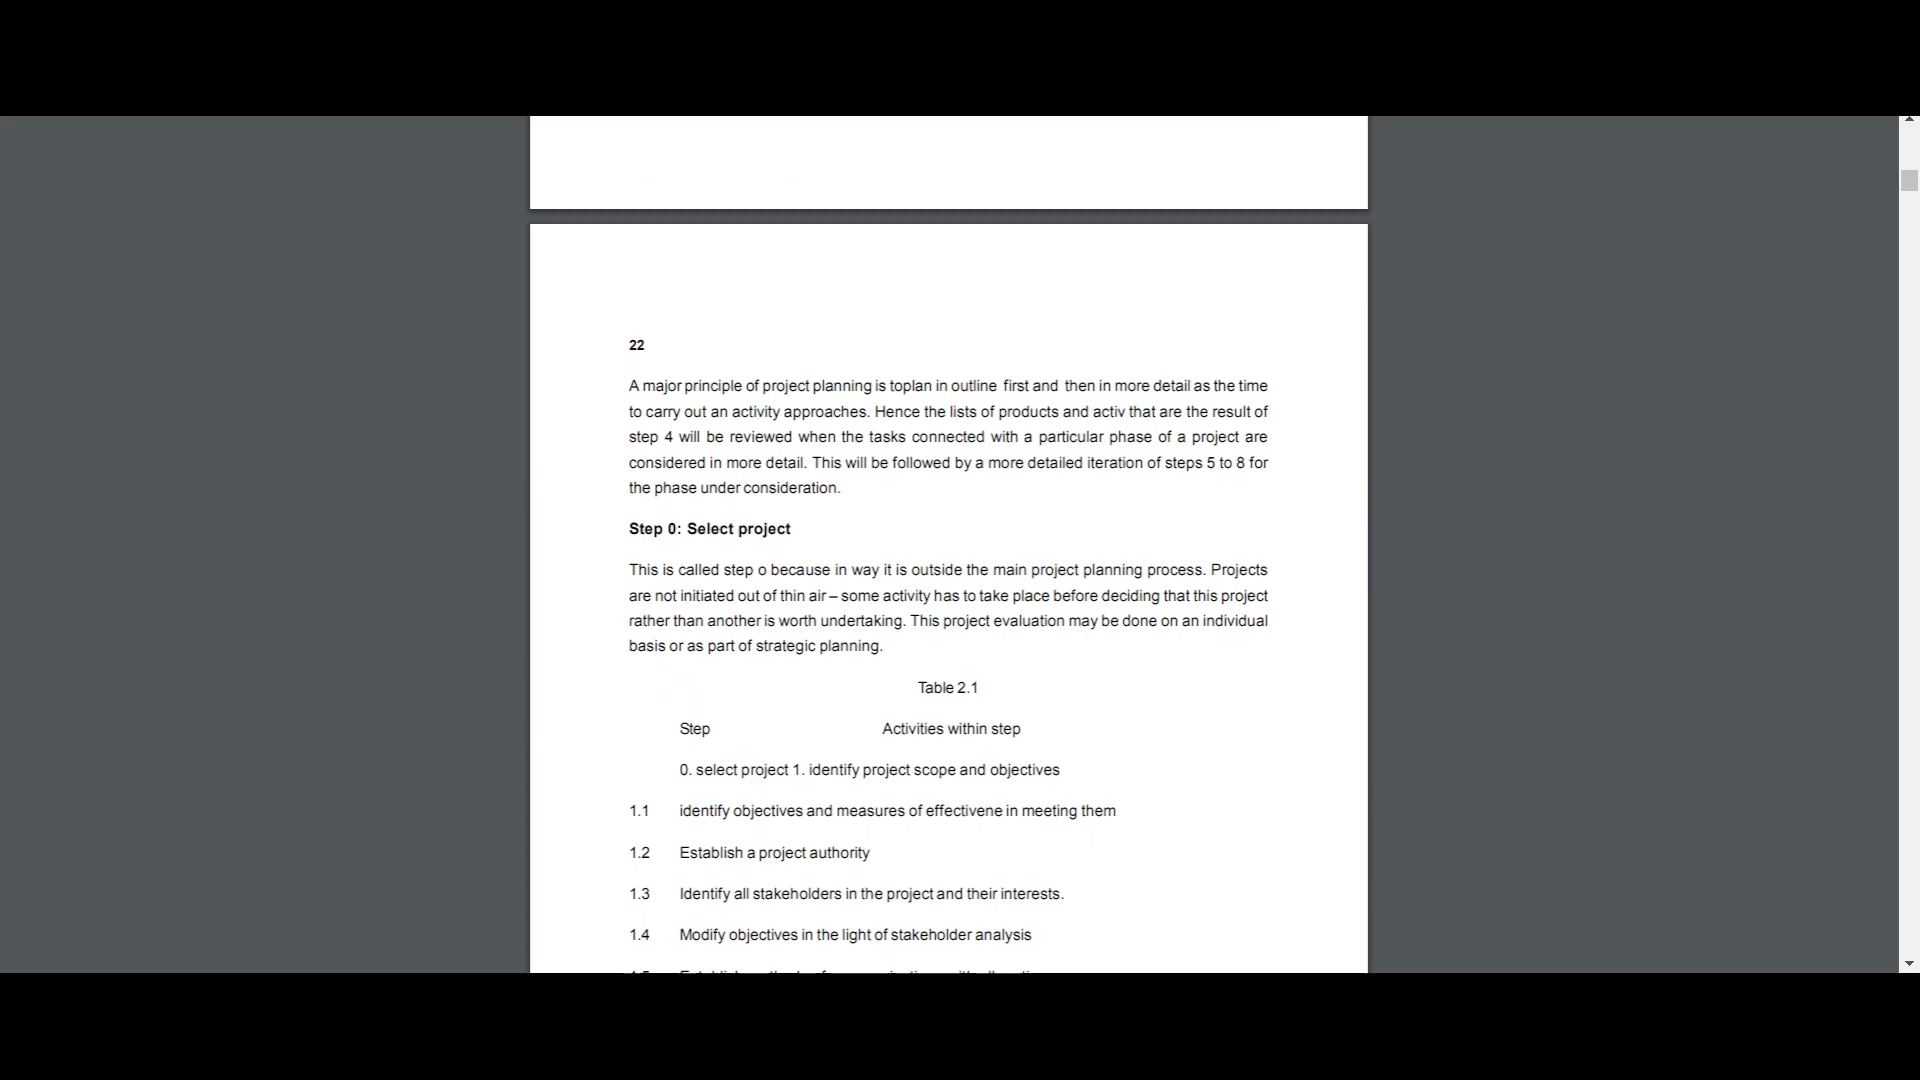 22
A major principle of project planning is toplan in outline first and then in more detail as the time
to carry out an activity approaches. Hence the lists of products and activ that are the result of
step 4 will be reviewed when the tasks connected with a particular phase of a project are
considered in more detail. This will be followed by a more detailed iteration of steps 5 to 8 for
the phase under consideration.
Step 0: Select project
This is called step o because in way it is outside the main project planning process. Projects
are not initiated out of thin air – some activity has to take place before deciding that this project
rather than another is worth undertaking. This project evaluation may be done on an individual
basis or as part of strategic planning.
Table 2.1
Step Activities within step
0. select project 1. identify project scope and objectives
1.1 identify objectives and measures of effectivene in meeting them
1.2 Establish a project authority
1.3 Identify all stakeholders in the project and their interests.
1.4 Modify objectives in the light of stakeholder analysis